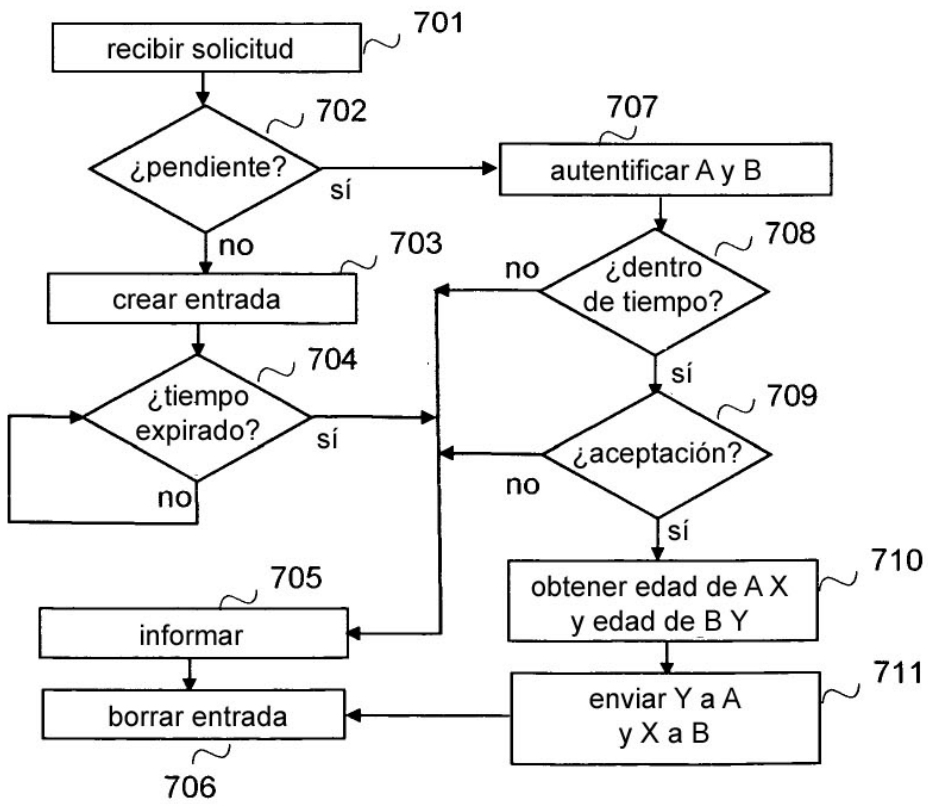 701
recibir solicitud
702
¿pendiente?
sí
no
707
autentificar A y B
703
crear entrada
708
¿dentro
de tiempo?
no
sí
704
¿tiempo
expirado?
sí
no
709
¿aceptación?
no
sí
710
obtener edad de A X
y edad de B Y
705
informar
711
enviar Y a A
y X a B
borrar entrada
706